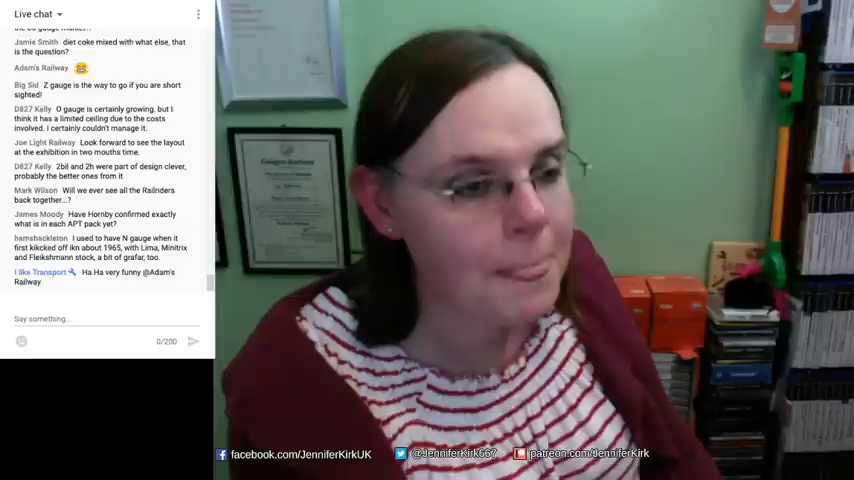 Live chat
Jamie Smith diet coke mixed with what else, that
is the question?
Adam's Railway
Big Sid Z gauge is the way to go if you are short
sighted!
D827 Kelly O gauge is certainly growing. but I
think it has a limited ceiling due to the costs
involved. I certainly couldn't manage it.
Joe Light Railway Look forward to see the layout
at the exhibition in two mouths time.
D827 Kelly 2bil and 2h were part of design clever,
probably the better ones from it
Mark Wilson Will we ever see all the Railnders
back together...?
James Moody Have Hornby confirmed exactly
what is in each APT pack yet?
hamshackleton I used to have N gauge when it
first kikcked off ikn about 1965, with Lima, Minitrix
and Fleikshmann stock, a bit of grafar, too.
I like Transport Ha Ha very funny @Adam's
Railway
Say something...
0/200
facebook.com/JenniferKirkUK
@JenniferKirk667
patreon.com/JenniferKirk